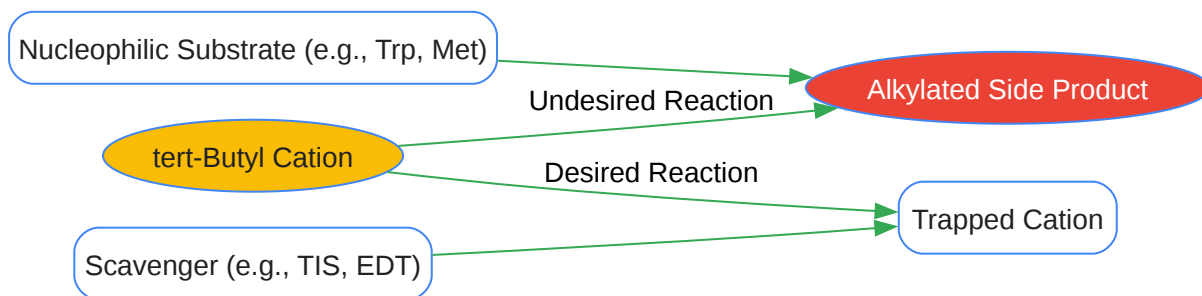 Nucleophilic Substrate (e.g., Trp, Met)
Alkylated Side Product
Undesired Reaction
tert-Butyl Cation
Desired Reaction
Trapped Cation
Scavenger (e.g., TIS, EDT)